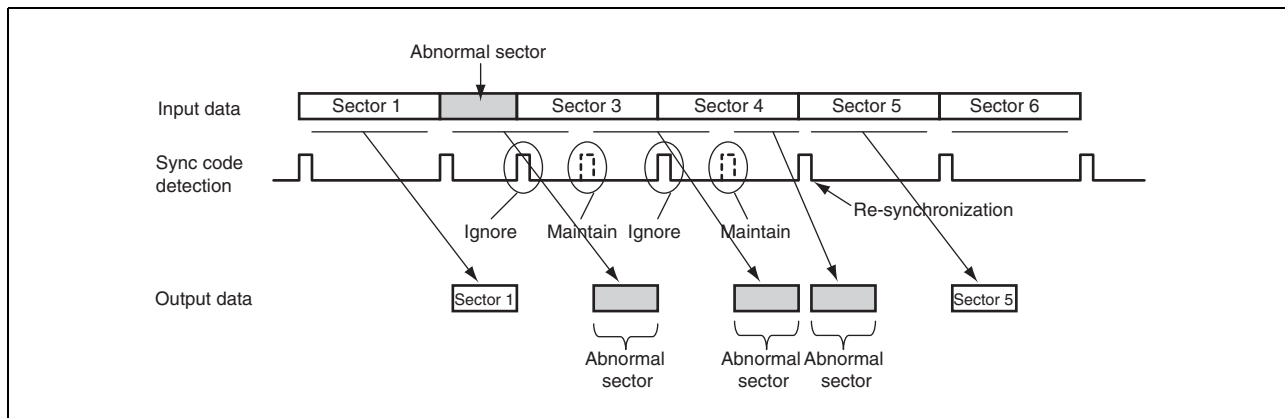 Abnormal sector
Input data
Sector 1
Sector 3
Sector 4
Sector 5
Sector 6
Sync code
detection
Re-synchronization
Ignore
Maintain
Ignore
Maintain
Output data
Sector 1
Sector 5
Abnormal
sector
Abnormal
sector
Abnormal
sector